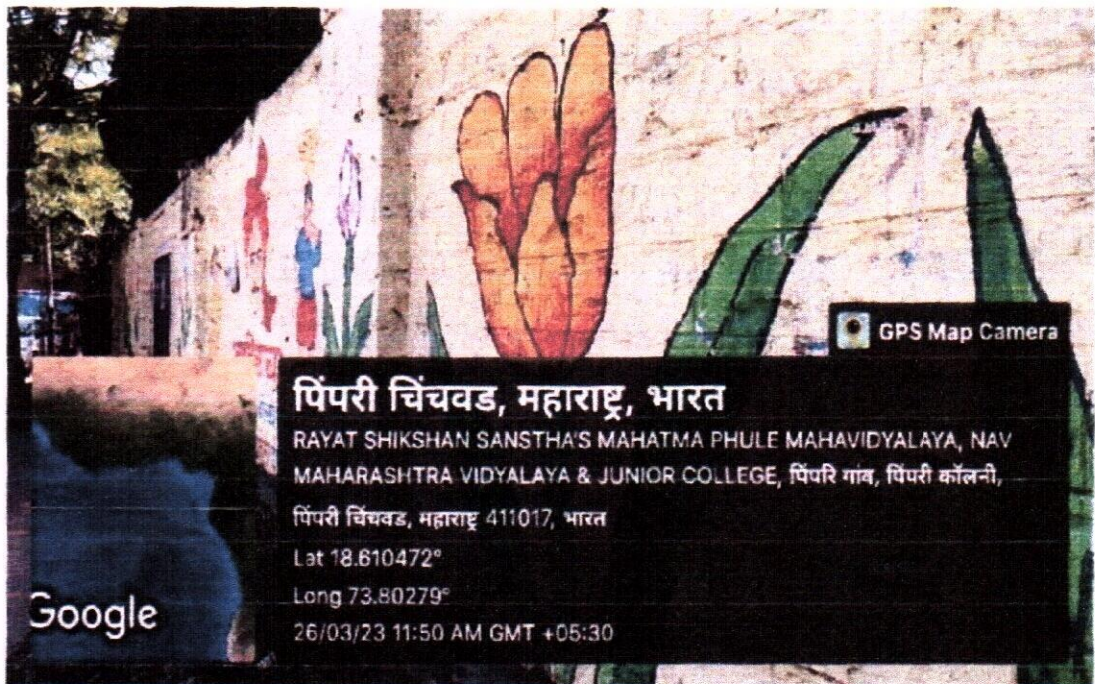 GPS Map Camera
पिंपरी चिंचवड, महाराष्ट्र, भारत
RAYAT SHIKSHAN SANSTHA'S MAHATMA PHULE MAHAVIDYALAYA, NAV
MAHARASHTRA VIDYALAYA & JUNIOR COLLEGE, पिंपरि गांव, पिंपरी कॉलनी,
पिंपरी चिंचवड, महाराष्ट्र 411017, भारत
Lat 18.610472°
Long 73.80279°
26/03/23 11:50 AM GMT +05:30
Google